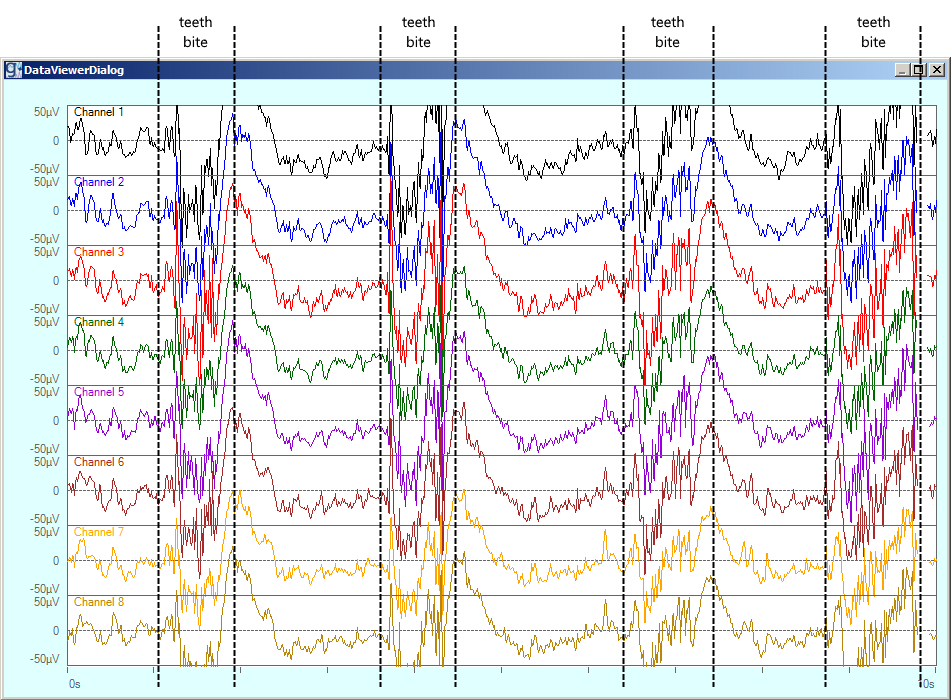 teeth bite
teeth bite
teeth bite
teeth bite
g DataViewerDialog
50µV Channel 1
0
-50µV
50µV Channel 2
0
-50µV
50µV Channel 3
0
-50µV
50µV Channel 4
0
-50µV
50µV Channel 5
0
-50µV
50µV Channel 6
0
-50µV
50µV Channel 7
0
-50µV
50µV Channel 8
0
-50µV
0s